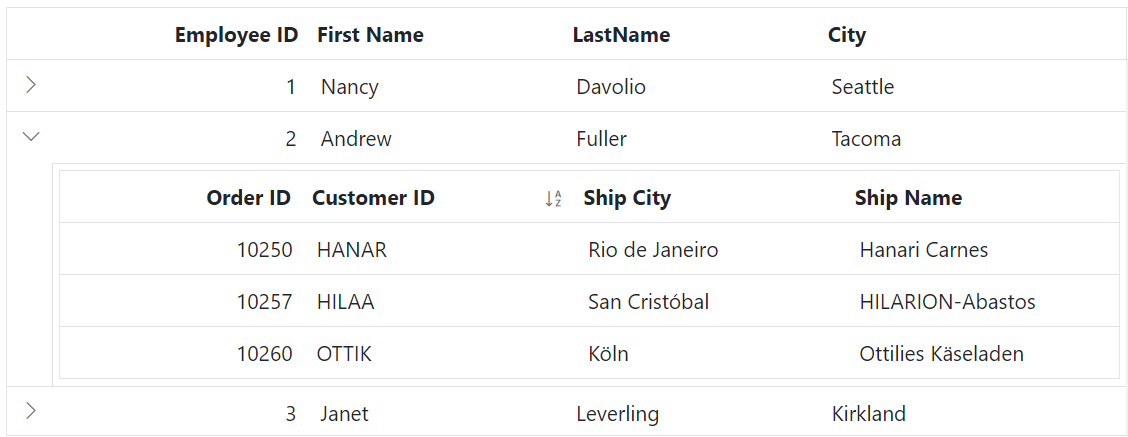 Employee ID First Name LastName City
1 Nancy Davolio Seattle
2 Andrew Fuller Tacoma
Order ID Customer ID Ship City Ship Name
10250 HANAR Rio de Janeiro Hanari Carnes
10257 HILAA San Cristóbal HILARION-Abastos
10260 OTTIK Köln Ottilies Käseladen
3 Janet Leverling Kirkland